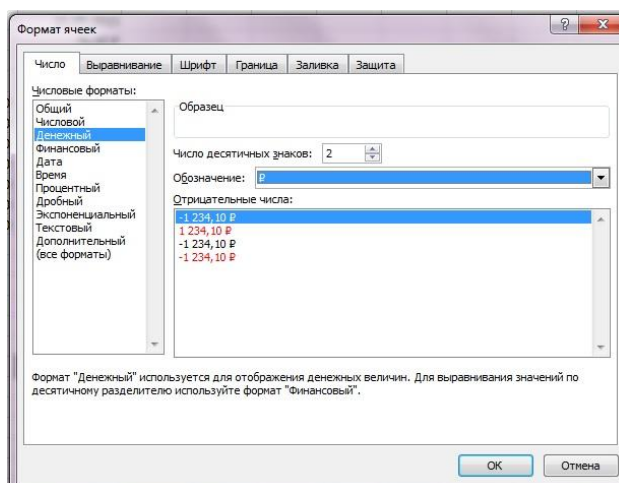 Формат ячеек
Число Выравнивание Шрифт Граница Заливка Защита
Числовые форматы:
Общий
Числовой
Денежный
Финансовый
Дата
Время
Процентный
Дробный
Экспоненциальный
Текстовый
Дополнительный
(все форматы)
Образец
Число десятичных знаков: 2
Обозначение: ₽
Отрицательные числа:
-1 234,10 ₽
1 234,10 ₽
-1 234,10 ₽
-1 234,10 ₽
Формат "Денежный" используется для отображения денежных величин. Для выравнивания значений по
десятичному разделителю используйте формат "Финансовый".
ОК Отмена